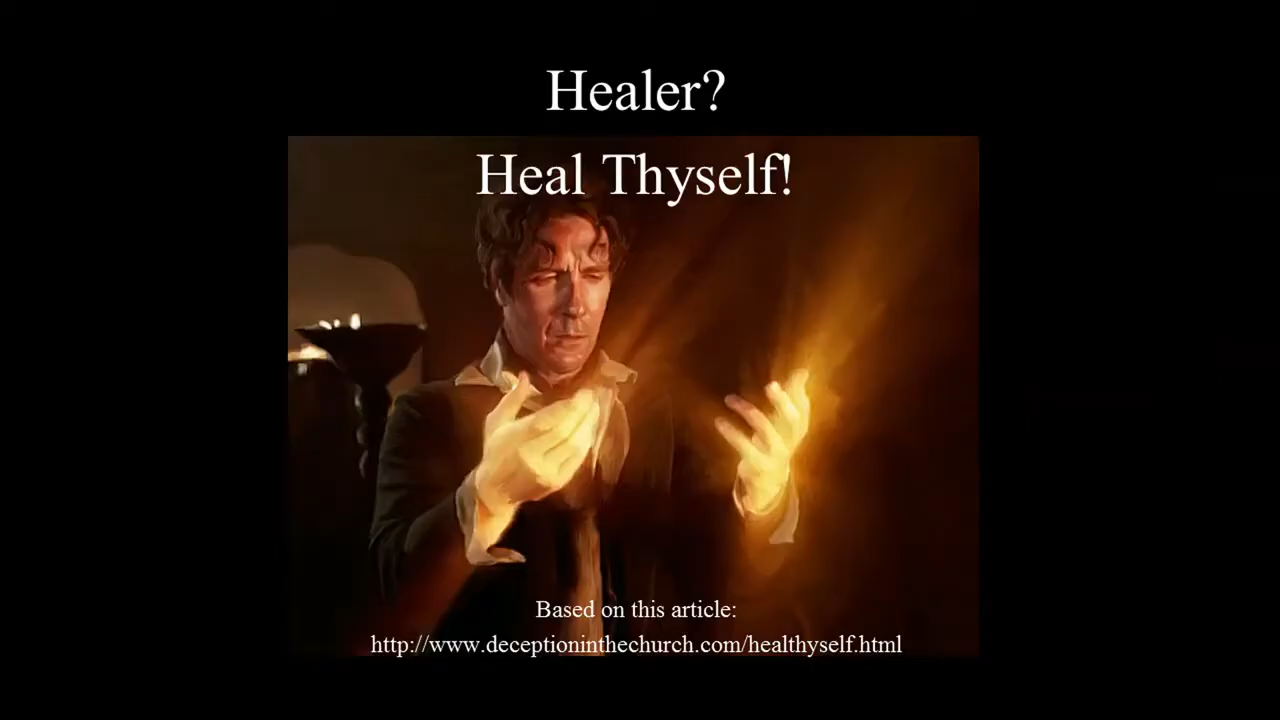 Healer?
Heal Thyself!
Based on this article:
http://www.deceptioninthechurch.com/healthyself.html